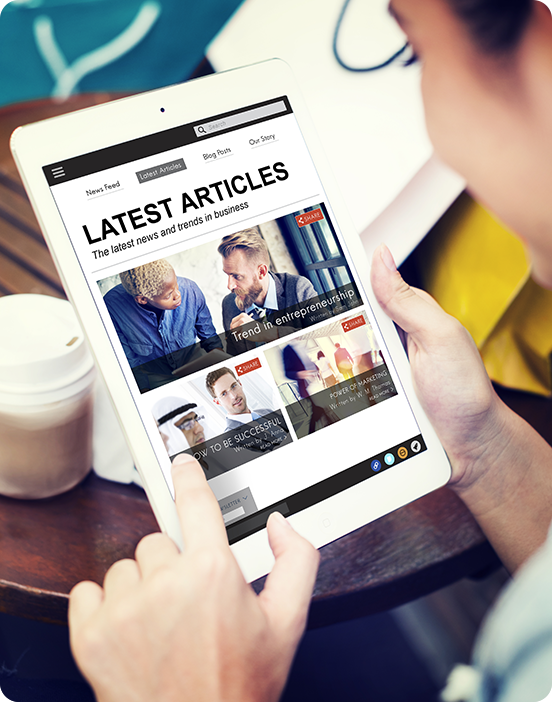 Search
News Feed
Latest Articles
Blog Posts
Our Story
LATEST ARTICLES
The latest news and trends in business
SHARE
Trend in entrepreneurship
Written by
SHARE
SHARE
HOW TO BE SUCCESSFUL
Written by J. Anne
READ MORE
POWER OF MARKETING
Written by W. M. Thomas
READ MORE